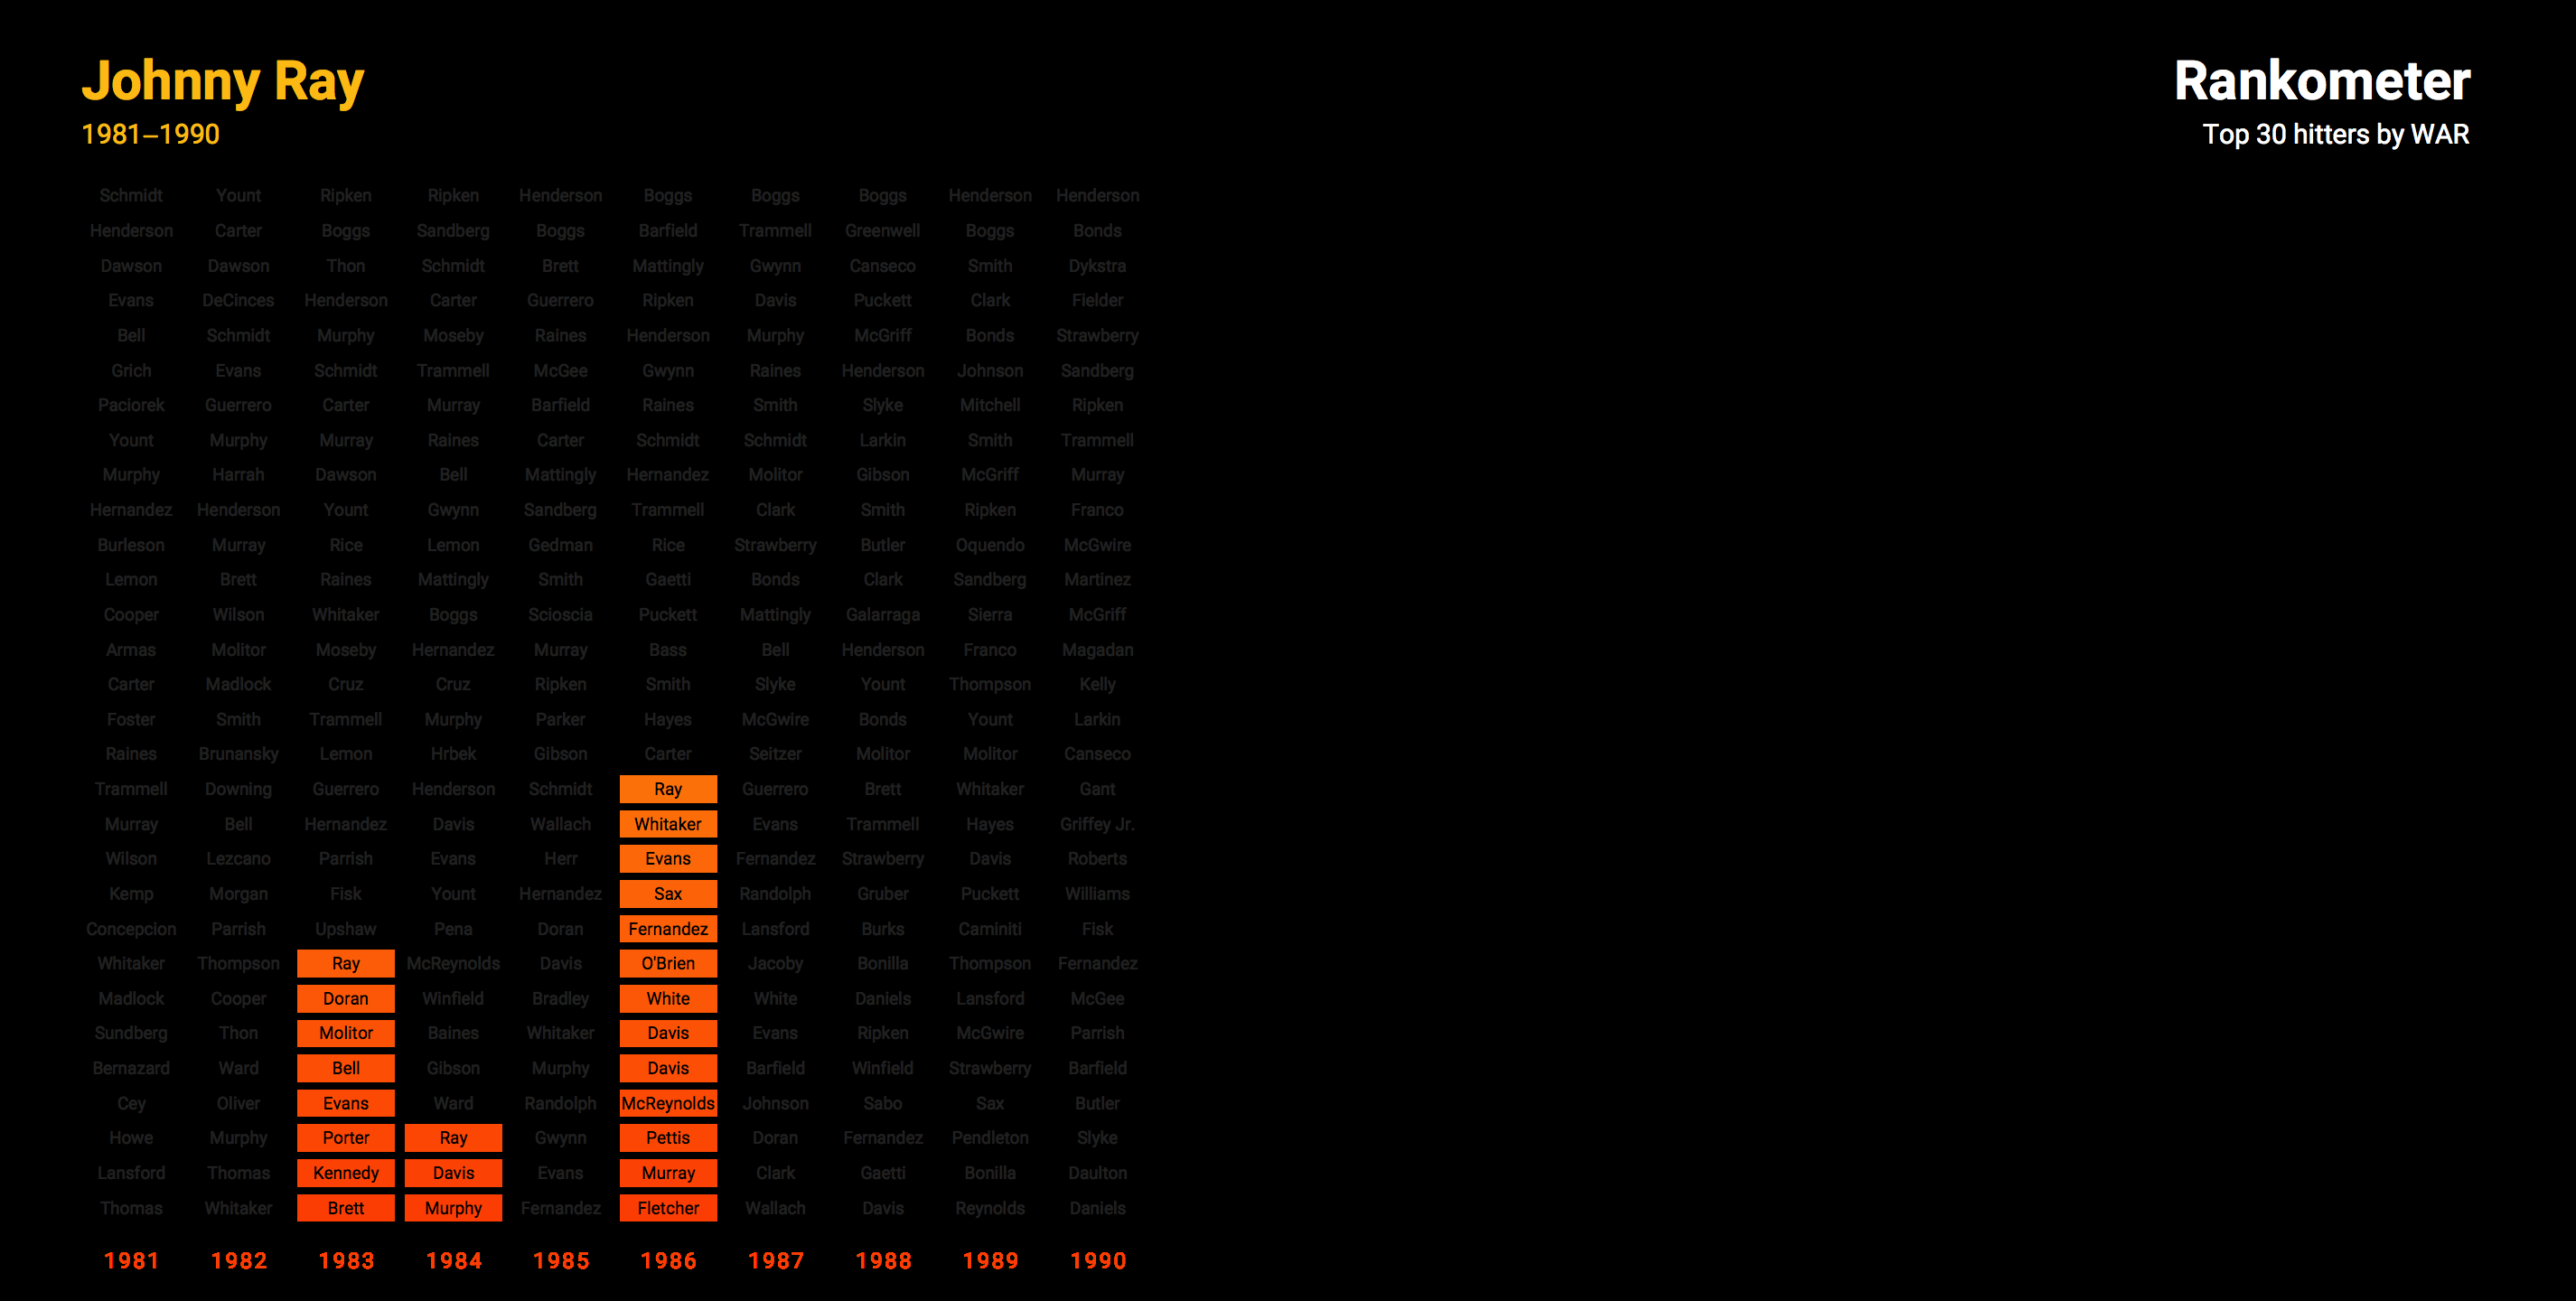 Johnny Ray
1981–1990
Rankometer
Top 30 hitters by WAR
Schmidt Yount Ripken Ripken Henderson Boggs Boggs Boggs Henderson Henderson
Henderson Carter Boggs Sandberg Boggs Barfield Trammell Greenwell Boggs Bonds
Dawson Dawson Thon Schmidt Brett Mattingly Gwynn Canseco Smith Dykstra
Evans DeCinces Henderson Carter Guerrero Ripken Davis Puckett Clark Fielder
Bell Schmidt Murphy Moseby Raines Henderson Murphy McGriff Bonds Strawberry
Grich Evans Schmidt Trammell McGee Gwynn Raines Henderson Johnson Sandberg
Paciorek Guerrero Carter Murray Barfield Raines Smith Slyke Mitchell Ripken
Yount Murphy Murray Raines Carter Schmidt Schmidt Larkin Smith Trammell
Murphy Harrah Dawson Bell Mattingly Hernandez Molitor Gibson McGriff Murray
Hernandez Henderson Yount Gwynn Sandberg Trammell Clark Smith Ripken Franco
Burleson Murray Rice Lemon Gedman Rice Strawberry Butler Oquendo McGwire
Lemon Brett Raines Mattingly Smith Gaetti Bonds Clark Sandberg Martinez
Cooper Wilson Whitaker Boggs Scioscia Puckett Mattingly Galarraga Sierra McGriff
Armas Molitor Moseby Hernandez Murray Bass Bell Henderson Franco Magadan
Carter Madlock Cruz Cruz Ripken Smith Slyke Yount Thompson Kelly
Foster Smith Trammell Murphy Parker Hayes McGwire Bonds Yount Larkin
Raines Brunansky Lemon Hrbek Gibson Carter Seitzer Molitor Molitor Canseco
Trammell Downing Guerrero Henderson Schmidt Ray Guerrero Brett Whitaker Gant
Murray Bell Hernandez Davis Wallach Whitaker Evans Trammell Hayes Griffey Jr.
Wilson Lezcano Parrish Evans Herr Evans Fernandez Strawberry Davis Roberts
Kemp Morgan Fisk Yount Hernandez Sax Randolph Gruber Puckett Williams
Concepcion Parrish Upshaw Pena Doran Fernandez Lansford Burks Caminiti Fisk
Whitaker Thompson Ray McReynolds Davis O'Brien Jacoby Bonilla Thompson Fernandez
Madlock Cooper Doran Winfield Bradley White White Daniels Lansford McGee
Sundberg Thon Molitor Baines Whitaker Davis Evans Ripken McGwire Parrish
Bernazard Ward Bell Gibson Murphy Davis Barfield Winfield Strawberry Barfield
Cey Oliver Evans Ward Randolph McReynolds Johnson Sabo Sax Butler
Howe Murphy Porter Ray Gwynn Pettis Doran Fernandez Pendleton Slyke
Lansford Thomas Kennedy Davis Evans Murray Clark Gaetti Bonilla Daulton
Thomas Whitaker Brett Murphy Fernandez Fletcher Wallach Davis Reynolds Daniels
1981 1982 1983 1984 1985 1986 1987 1988 1989 1990